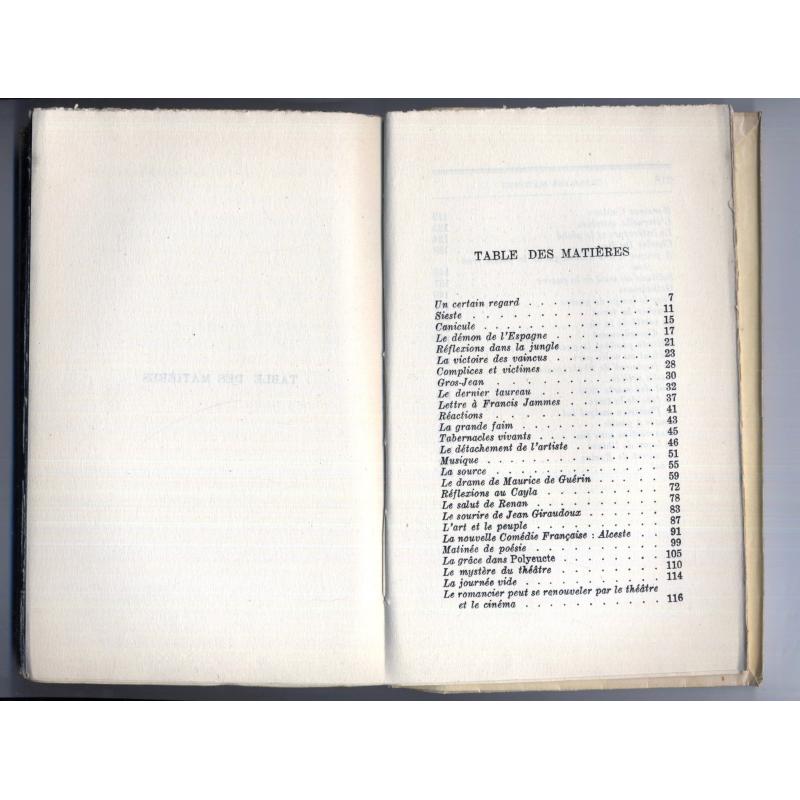 TABLE DES MATIÈRES
Un certain regard . . . . . . . . . . . . 7
Sieste . . . . . . . . . . . . 11
Canicule . . . . . . . . . . . . 15
Le démon de l'Espagne . . . . . . . . . . 17
Réflexions dans la jungle . . . . . . . . 21
La victoire des vaincus . . . . . . . . . 23
Complices et victimes . . . . . . . . . . 28
Gros-Jean . . . . . . . . . . . . 30
Le dernier taureau . . . . . . . . . . . 32
Lettre à Francis Jammes . . . . . . . . 37
Réactions . . . . . . . . . . . . 41
La grande faim . . . . . . . . . . . . 43
Tabernacles vivants . . . . . . . . . . 45
Le détachement de l'artiste . . . . . . . 46
Musique . . . . . . . . . . . . 51
La source . . . . . . . . . . . . 55
Le drame de Maurice de Guérin . . . . . 59
Réflexions au Cayla . . . . . . . . . . 72
Le salut de Renan . . . . . . . . . . 78
Le sourire de Jean Giraudoux . . . . . . 83
L'art et le peuple . . . . . . . . . . 87
La nouvelle Comédie Française : Alceste . . 91
Matinée de poésie . . . . . . . . . . 99
La grâce dans Polyeucte . . . . . . . . 105
Le mystère du théâtre . . . . . . . . . 110
La journée vide . . . . . . . . . . . 114
Le romancier peut se renouveler par le théâtre
et le cinéma . . . . . . . . . . . . 116